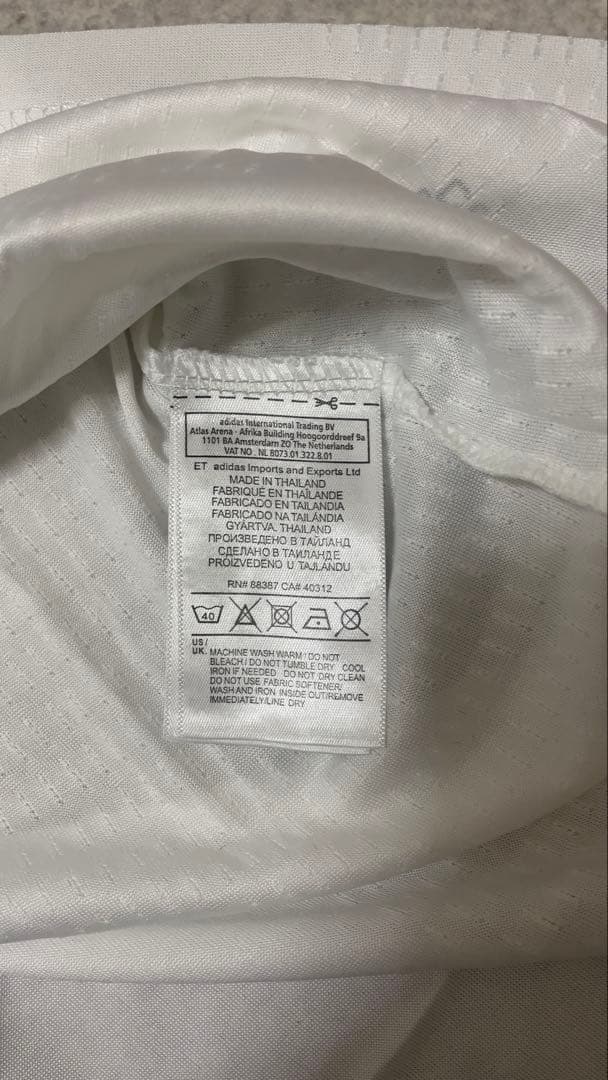 adidas International Trading BV
Atlas Arena - Afrika Building Hoogoorddreef 9a
1101 BA Amsterdam ZO The Netherlands
VAT NO . NL 8073.01.322.8.01
ET adidas Imports and Exports Ltd
MADE IN THAILAND
FABRIQUÉ EN THAÏLANDE
FABRICADO EN TAILANDIA
FABRICADO NA TAILÂNDIA
GYÁRTVA. THAILAND
ПРОИЗВЕДЕНО В ТАЙЛАНД
СДЕЛАНО В ТАИЛАНДЕ
PROIZVEDENO U TAJLANDU
RN# 88387 CA# 40312
40
US/
UK. MACHINE WASH WARM / DO NOT
BLEACH / DO NOT TUMBLE DRY COOL
IRON IF NEEDED DO NOT DRY CLEAN
DO NOT USE FABRIC SOFTENER/
WASH AND IRON INSIDE OUT/REMOVE
IMMEDIATELY/LINE DRY